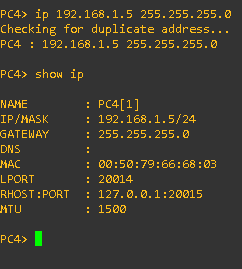 PC4> ip 192.168.1.5 255.255.255.0
Checking for duplicate address...
PC4 : 192.168.1.5 255.255.255.0
PC4> show ip
NAME : PC4[1]
IP/MASK : 192.168.1.5/24
GATEWAY : 255.255.255.0
DNS :
MAC : 00:50:79:66:68:03
LPORT : 20014
RHOST:PORT : 127.0.0.1:20015
MTU : 1500
PC4>